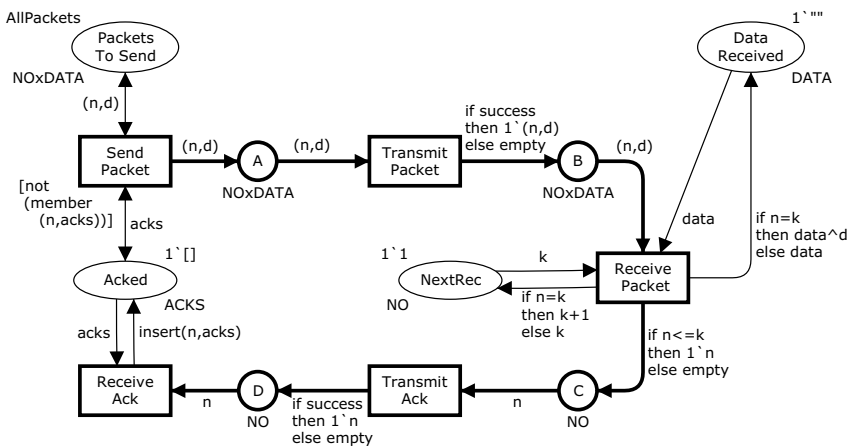 AllPackets
Packets
To Send
NOxDATA
(n,d)
1`""
Data
Received
DATA
Send
Packet
(n,d)
A
NOxDATA
(n,d)
Transmit
Packet
if success
then 1`(n,d)
else empty
B
NOxDATA
(n,d)
[not
(member
(n,acks))]
acks
data
if n=k
then data^d
else data
1`[]
Acked
ACKS
1`1
NextRec
NO
k
if n=k
then k+1
else k
Receive
Packet
acks
insert(n,acks)
if n<=k
then 1`n
else empty
Receive
Ack
n
D
NO
if success
then 1`n
else empty
Transmit
Ack
n
C
NO